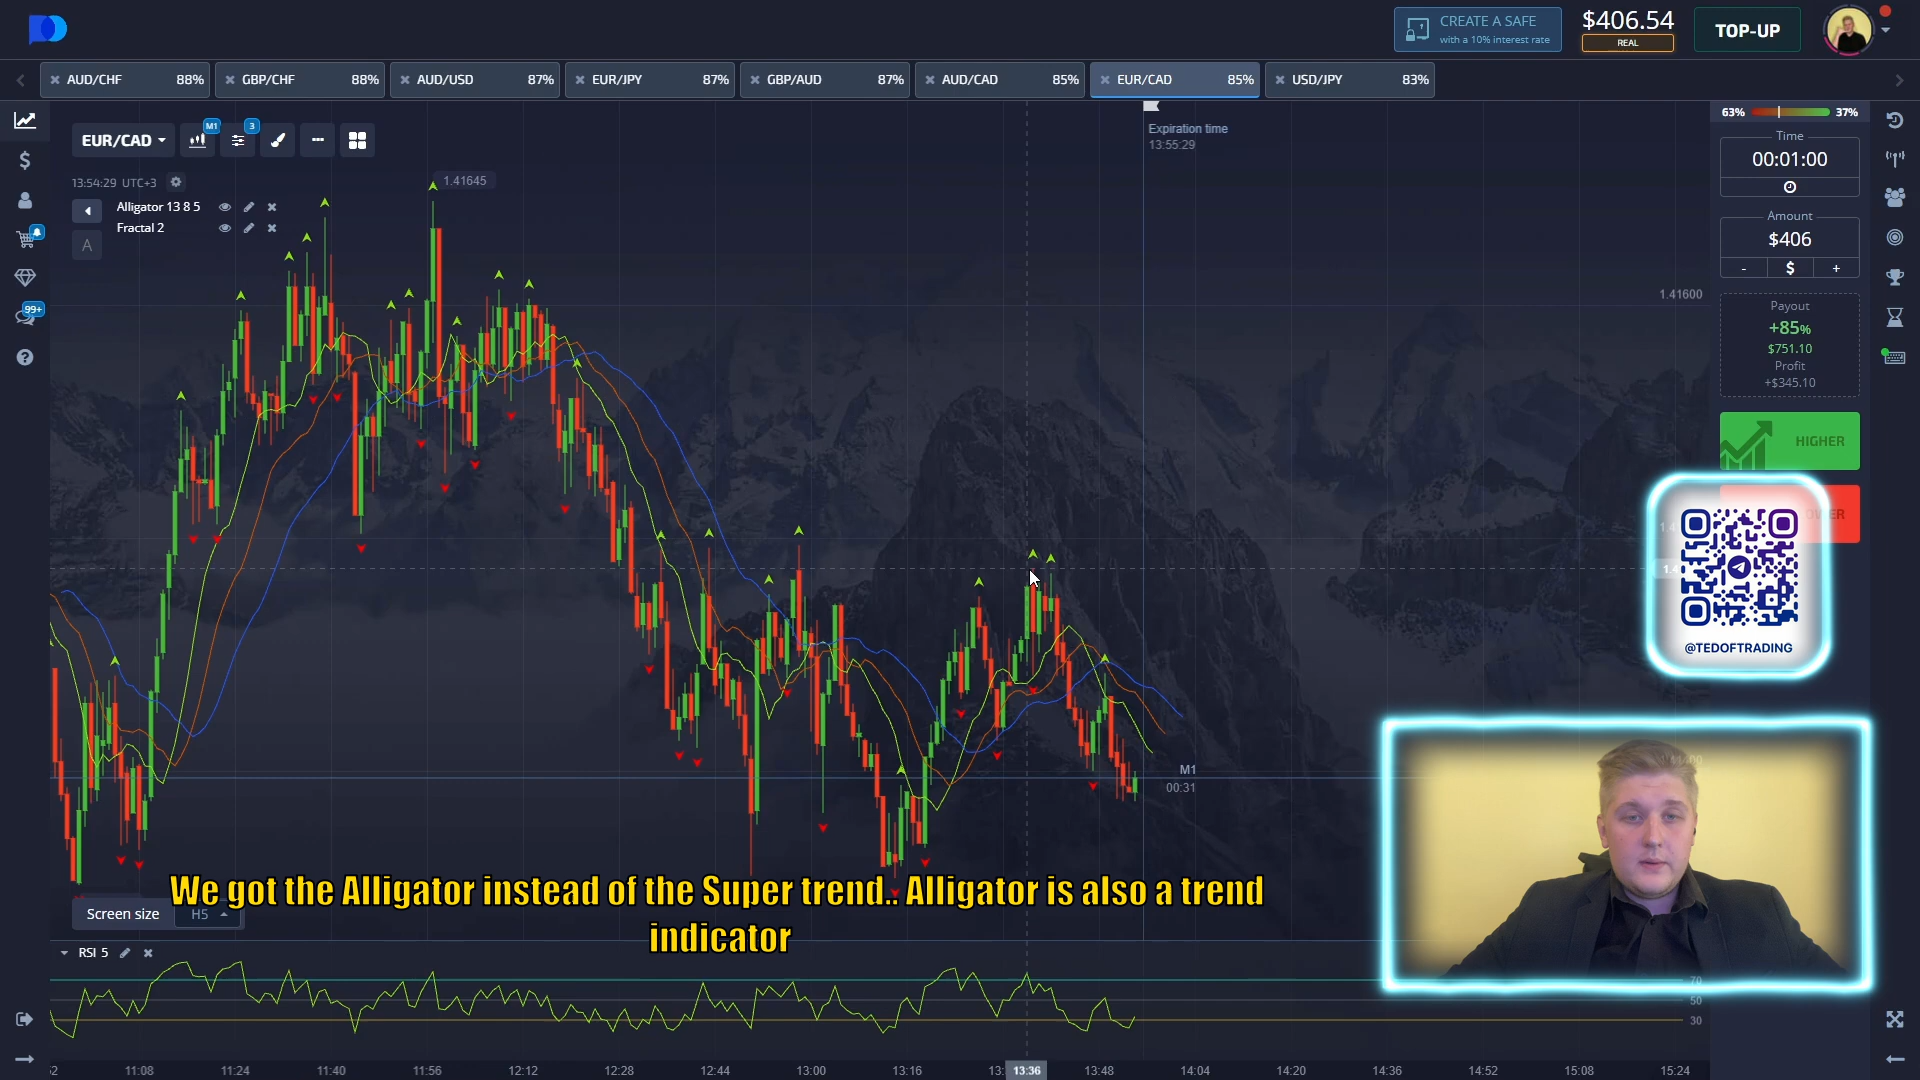 CREATE A SAFE
with a 10% interest rate
$406.54
REAL
TOP-UP
AUD/CHF 88%
GBP/CHF 88%
AUD/USD 87%
EUR/JPY 87%
GBP/AUD 87%
AUD/CAD 85%
EUR/CAD 85%
USD/JPY 83%
EUR/CAD
M1
3
Expiration time
13:55:29
13:54:29 UTC+3
Alligator 13 8 5
Fractal 2
A
1.41645
1.41600
63% 37%
Time
00:01:00
Amount
$406
- $ +
Payout
+85%
$751.10
Profit
+$345.10
HIGHER
99+
@TEDOFTRADING
M1
00:31
We got the Alligator instead of the Super trend.. Alligator is also a trend
indicator
Screen size H5
RSI 5
70
50
30
11:08 11:24 11:40 11:56 12:12 12:28 12:44 13:00 13:16 13:36 13:48 14:04 14:20 14:36 14:52 15:08 15:24